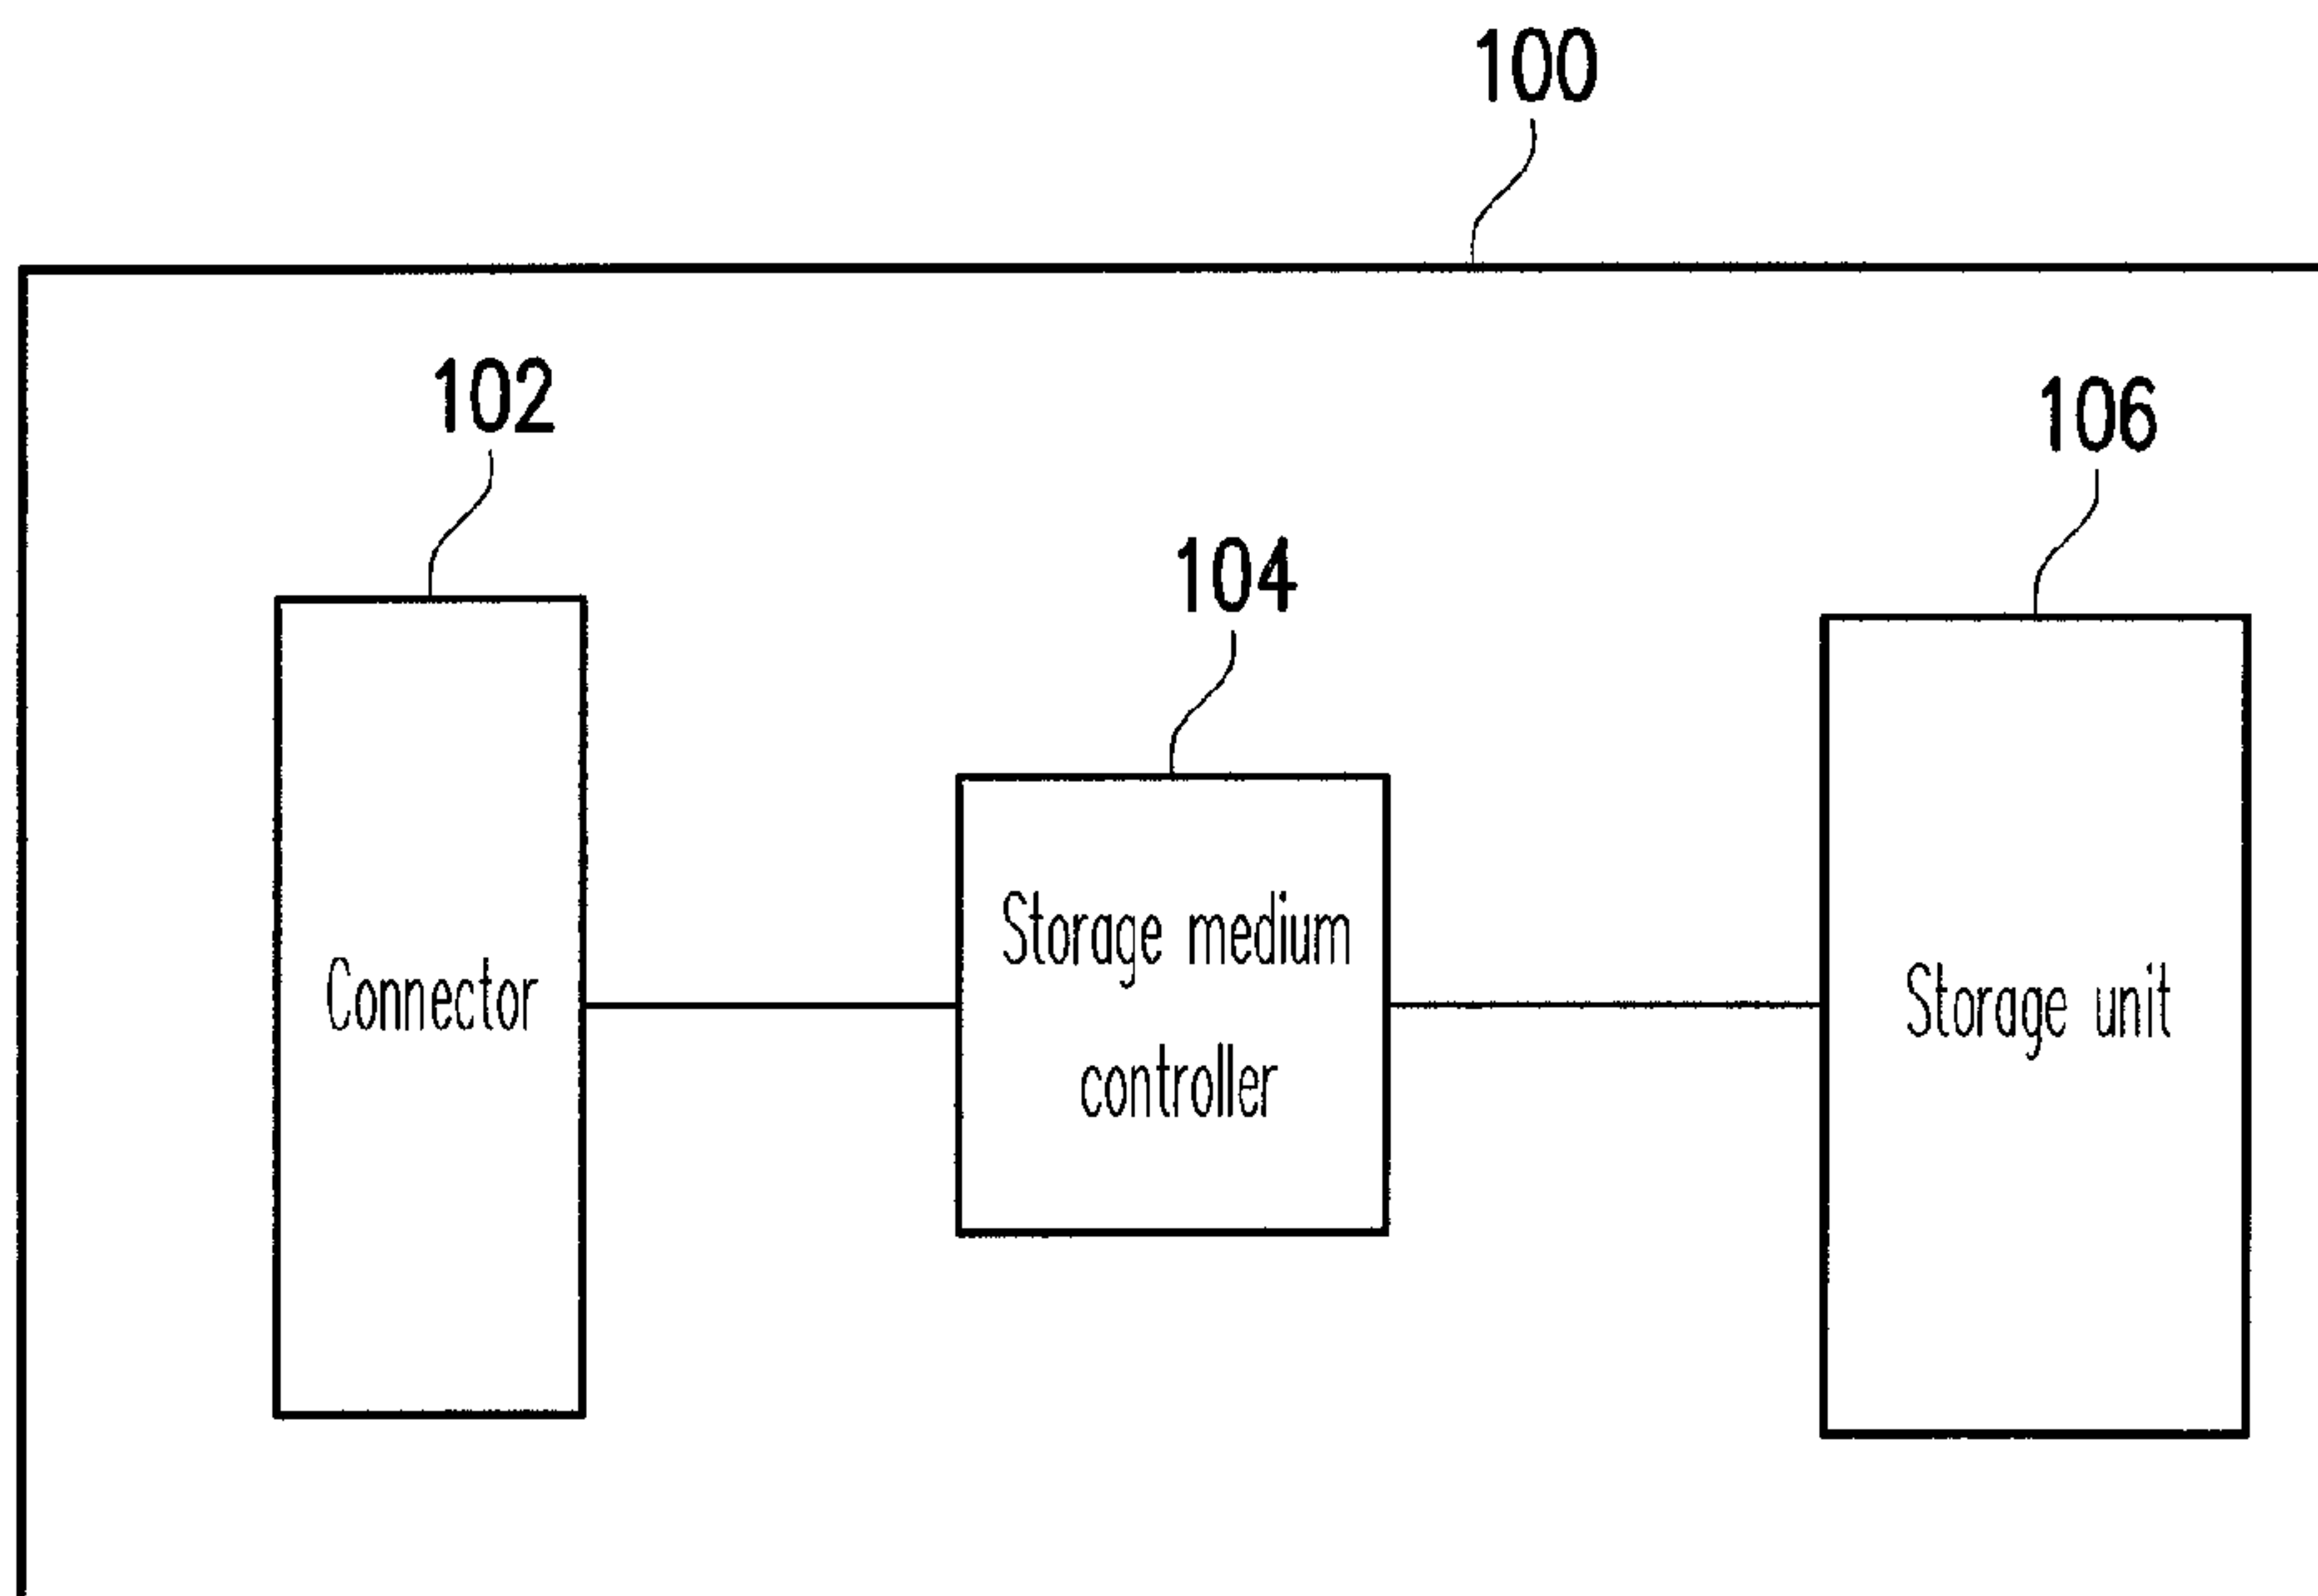 100
102
106
104
Storage medium
Connector
Storage unit
controller